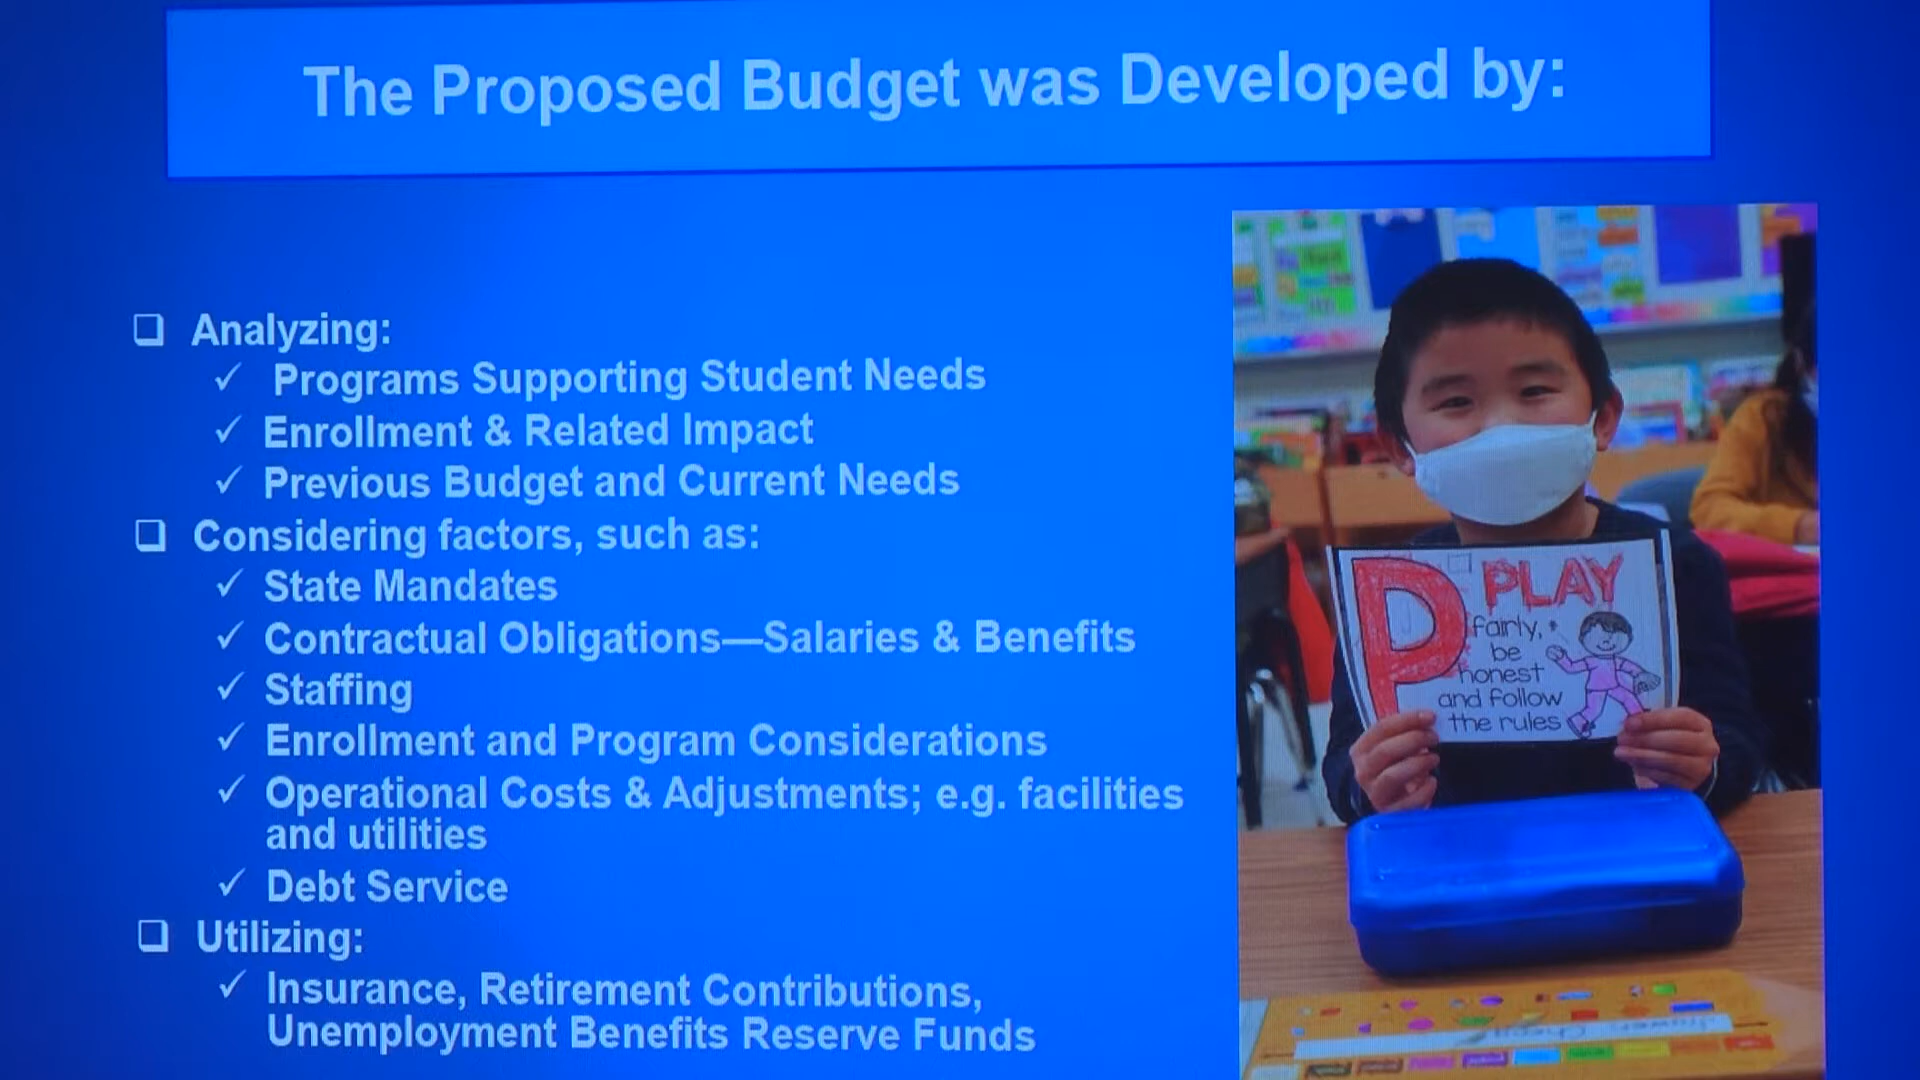 The Proposed Budget was Developed by:
Analyzing:
Programs Supporting Student Needs
Enrollment & Related Impact
Previous Budget and Current Needs
Considering factors, such as:
State Mandates
Contractual Obligations—Salaries & Benefits
Staffing
Enrollment and Program Considerations
Operational Costs & Adjustments; e.g. facilities
and utilities
Debt Service
Utilizing:
Insurance, Retirement Contributions,
Unemployment Benefits Reserve Funds
P PLAY
fairly,
be
honest
and follow
the rules